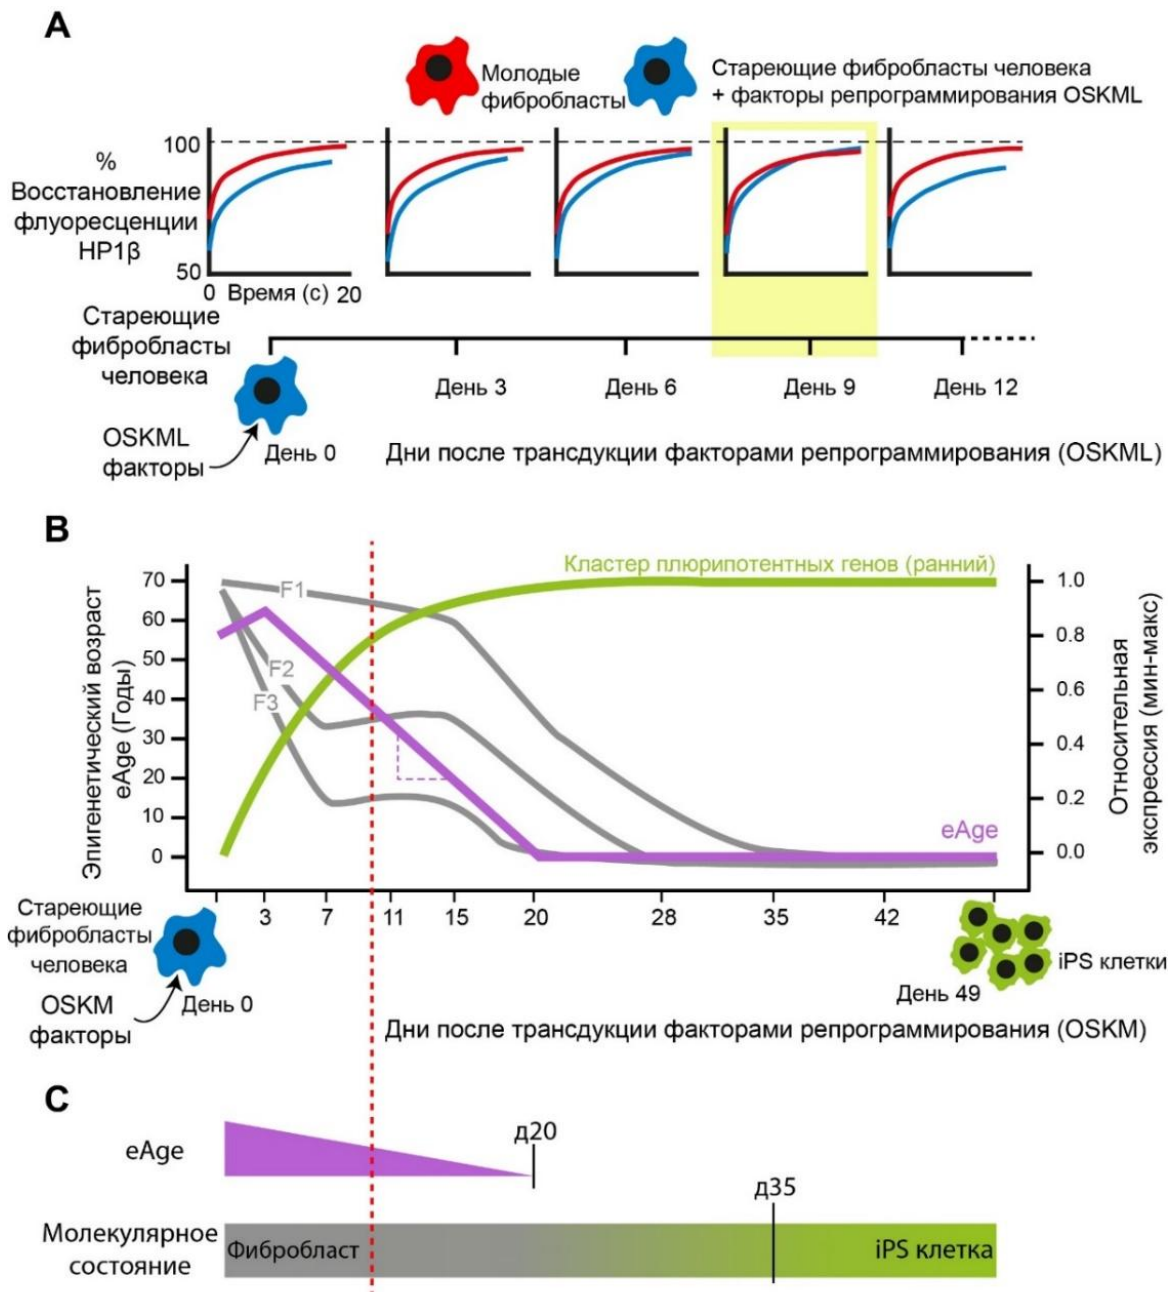 A
Молодые
фибробласты
Стареющие фибробласты человека
+ факторы репрограммирования OSKML
%
Восстановление
флуоресценции
HP1β
100
50
0 Время (с) 20
Стареющие
фибробласты
человека
OSKML
факторы
День 0
День 3
День 6
День 9
День 12
Дни после трансдукции факторами репрограммирования (OSKML)
B
Эпигенетический возраст
eAge (Годы)
70
60
50
40
30
20
10
0
F1
F2
F3
Кластер плюрипотентных генов (ранний)
eAge
1.0
0.8
0.6
0.4
0.2
0.0
Относительная
экспрессия (мин-макс)
3 7 11 15 20 28 35 42
Стареющие
фибробласты
человека
OSKM
факторы
День 0
День 49
iPS клетки
Дни после трансдукции факторами репрограммирования (OSKM)
C
eAge
д20
д35
Молекулярное
состояние
Фибробласт
iPS клетка